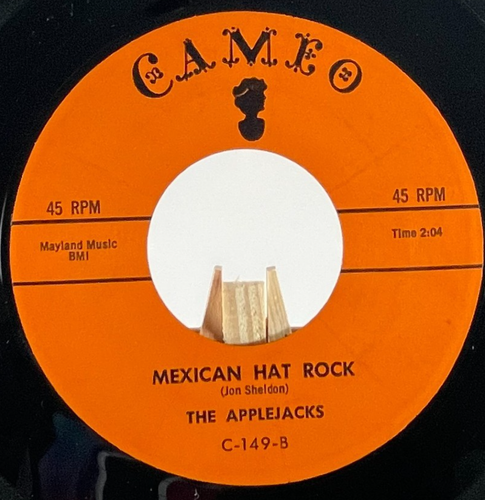 CAMEO
45 RPM
45 RPM
Mayland Music
BMI
Time 2:04
MEXICAN HAT ROCK
(Jon Sheldon)
THE APPLEJACKS
C-149-B